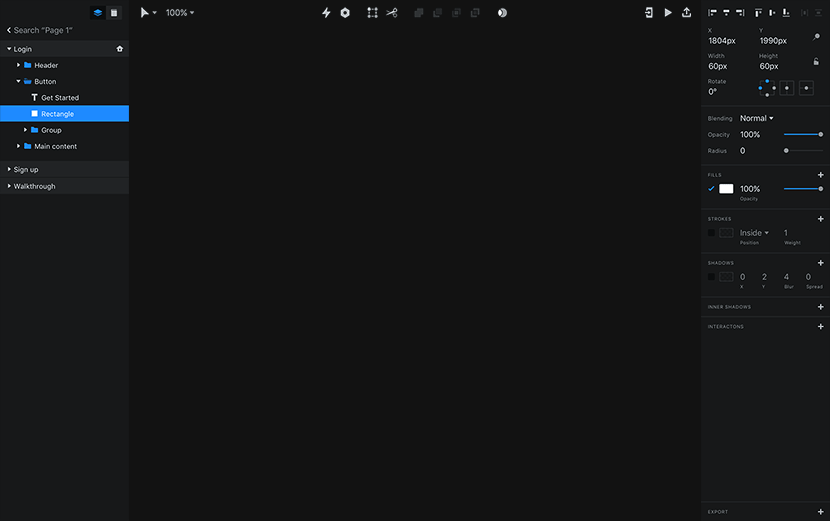 100%
Search "Page 1"
Login
Header
Button
Get Started
Rectangle
Group
Main content
Sign up
Walkthrough
X Y
1804px 1990px
Width Height
60px 60px
Rotate
0°
Blending Normal
Opacity 100%
Radius 0
FILLS
100%
Opacity
STROKES
Inside 1
Position Weight
SHADOWS
0 2 4 0
X Y Blur Spread
INNER SHADOWS
INTERACTONS
EXPORT